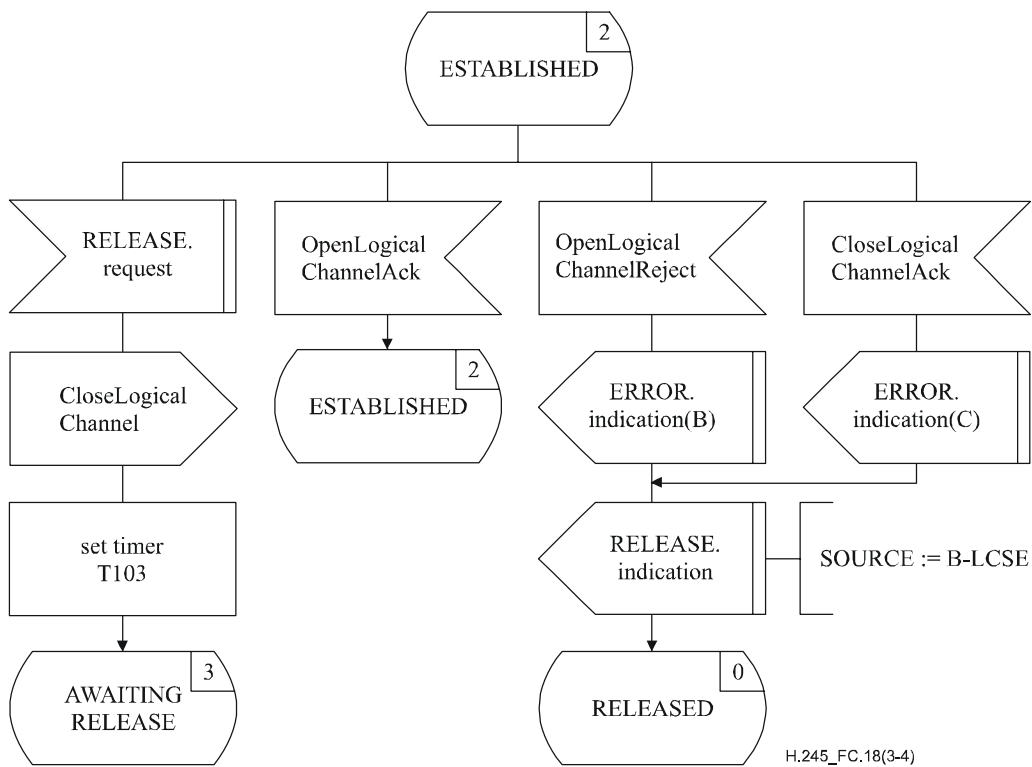 2
ESTABLISHED
RELEASE.
request
OpenLogical
ChannelAck
OpenLogical
ChannelReject
CloseLogical
ChannelAck
CloseLogical
Channel
2
ESTABLISHED
ERROR.
indication(B)
ERROR.
indication(C)
set timer
T103
RELEASE.
indication
SOURCE := B-LCSE
3
AWAITING
RELEASE
0
RELEASED
H.245_FC.18(3-4)